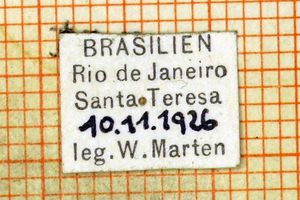 BRASILIEN
Rio de Janeiro
Santa Teresa
10.11.1926
leg. W. Marten